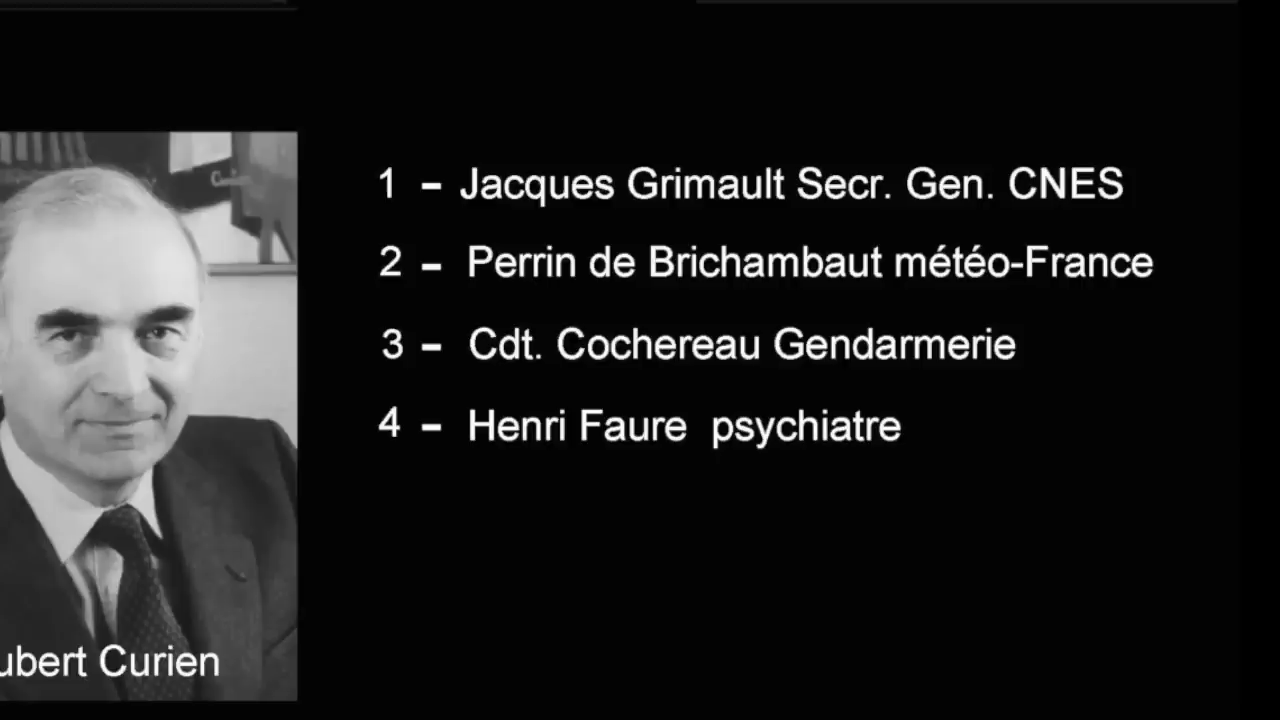 1 - Jacques Grimault Secr. Gen. CNES
2 - Perrin de Brichambaut météo-France
3 - Cdt. Cochereau Gendarmerie
4 - Henri Faure psychiatre
ubert Curien